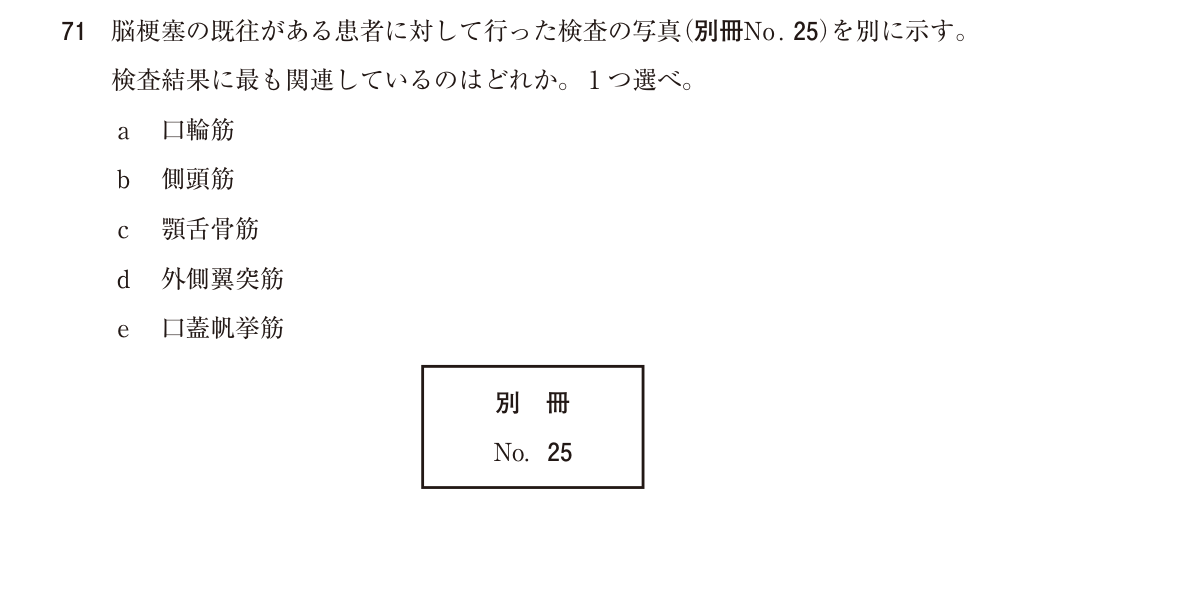 71 脳梗塞の既往がある患者に対して行った検査の写真(別冊No. 25)を別に示す。
検査結果に最も関連しているのはどれか。1つ選べ。
a 口輪筋
b 側頭筋
c 顎舌骨筋
d 外側翼突筋
e 口蓋帆挙筋
別 冊
No. 25